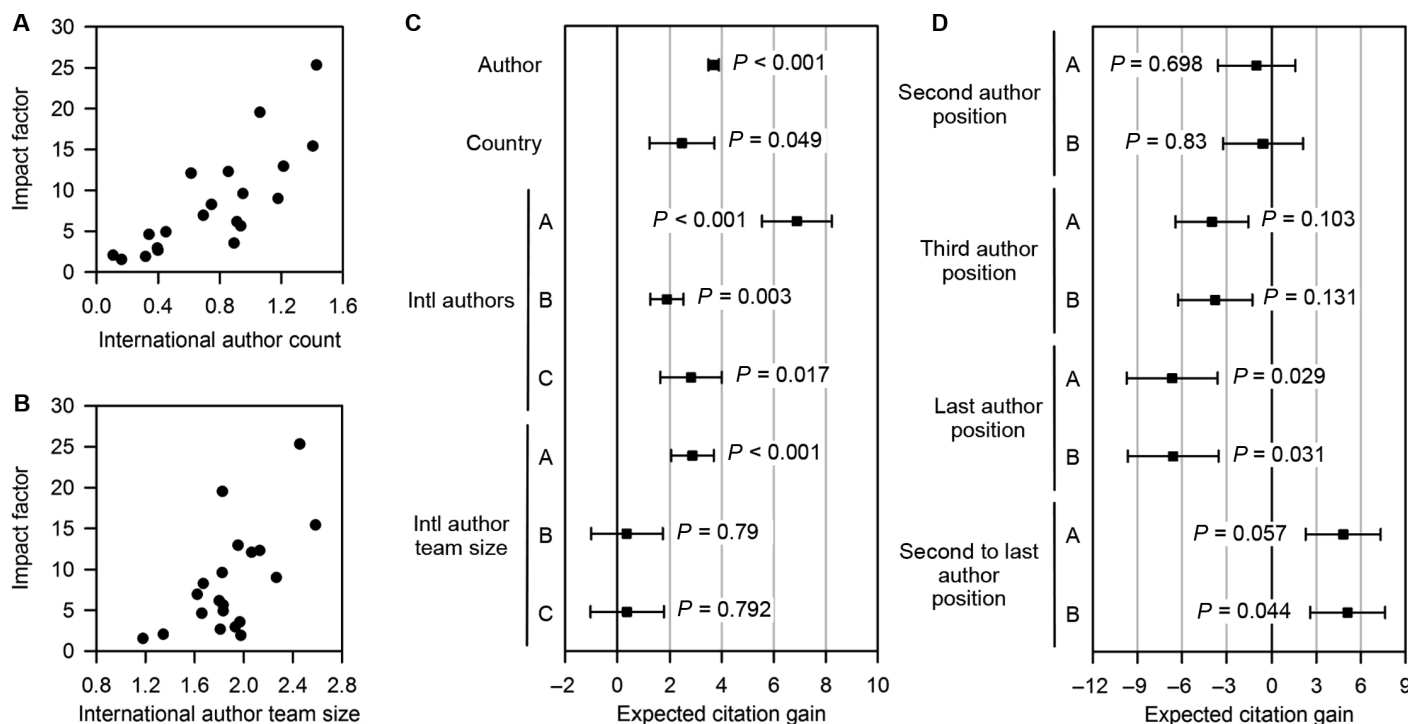 A
30
25
20
15
10
5
0
Impact factor
0.0 0.4 0.8 1.2 1.6
International author count
B
30
25
20
15
10
5
0
Impact factor
0.8 1.2 1.6 2.0 2.4 2.8
International author team size
C
Author
P < 0.001
Country
P = 0.049
Intl authors
A
P < 0.001
B
P = 0.003
C
P = 0.017
Intl author
team size
A
P < 0.001
B
P = 0.79
C
P = 0.792
−2 0 2 4 6 8 10
Expected citation gain
D
Second author
position
A
P = 0.698
B
P = 0.83
Third author
position
A
P = 0.103
B
P = 0.131
Last author
position
A
P = 0.029
B
P = 0.031
Second to last
author
position
A
P = 0.057
B
P = 0.044
−12 −9 −6 −3 0 3 6 9
Expected citation gain